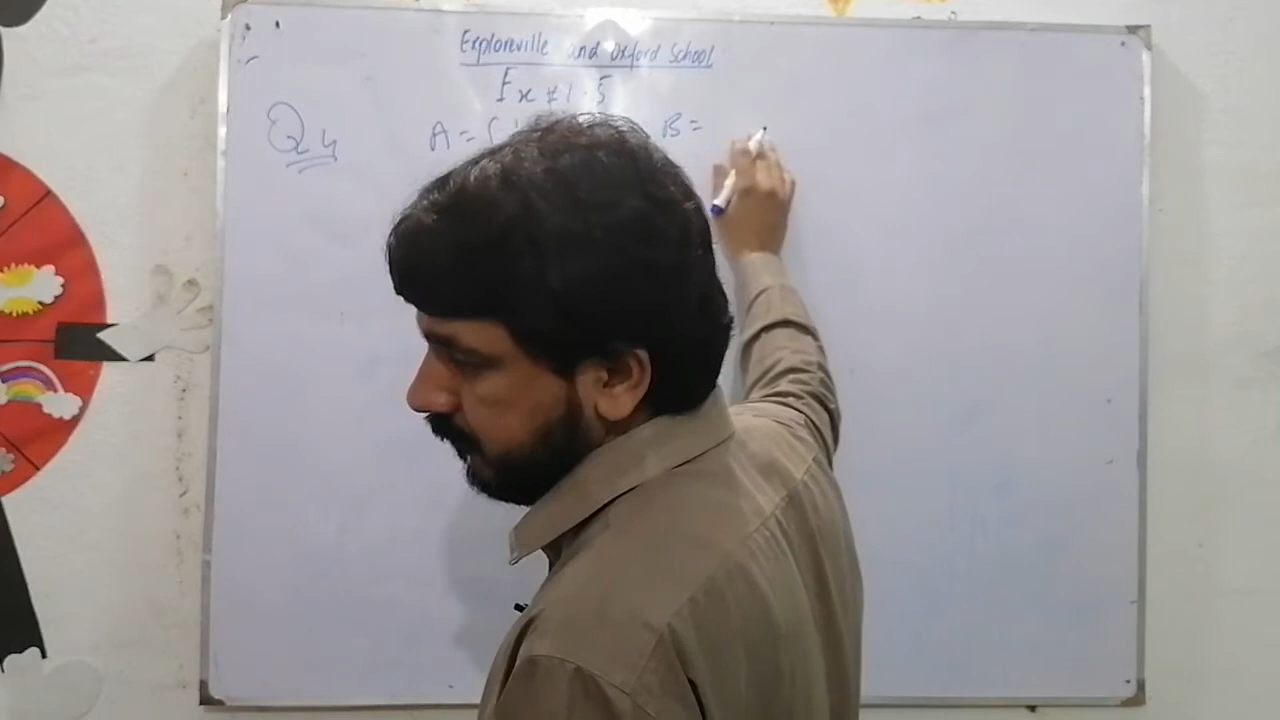 Exploreville and Oxford School
Ex # 1.5
Q4 A = B =